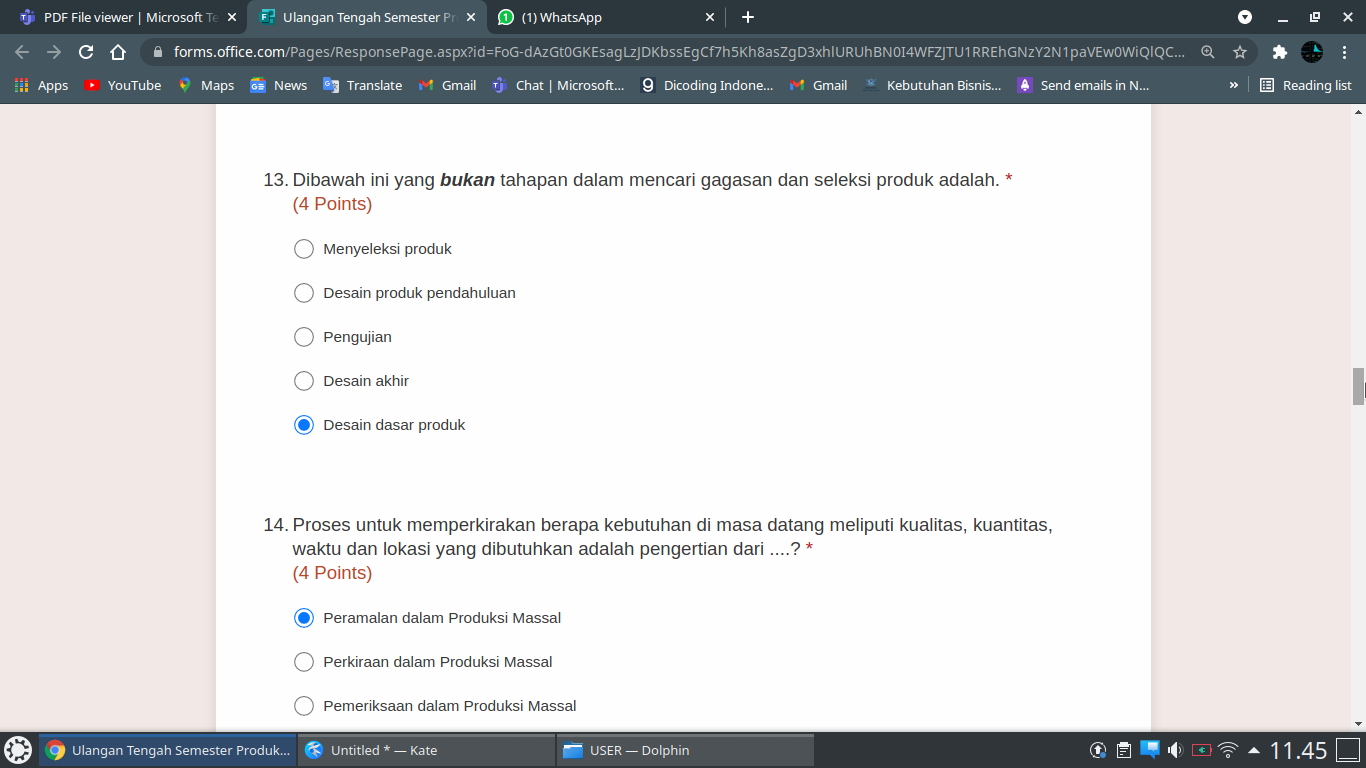 PDF File viewer | Microsoft Te
Ulangan Tengah Semester Pr
(1) WhatsApp
forms.office.com/Pages/ResponsePage.aspx?id=FoG-dAzGt0GKEsagLzJDKbssEgCf7h5Kh8asZgD3xhlURUhBN0I4WFZJTU1RREhGNzY2N1paVEw0WiQlQC...
Apps
YouTube
Maps
News
Translate
Gmail
Chat | Microsoft...
Dicoding Indone...
Gmail
Kebutuhan Bisnis...
Send emails in N...
»
Reading list
13. Dibawah ini yang bukan tahapan dalam mencari gagasan dan seleksi produk adalah. *
(4 Points)
Menyeleksi produk
Desain produk pendahuluan
Pengujian
Desain akhir
Desain dasar produk
14. Proses untuk memperkirakan berapa kebutuhan di masa datang meliputi kualitas, kuantitas,
waktu dan lokasi yang dibutuhkan adalah pengertian dari ....? *
(4 Points)
Peramalan dalam Produksi Massal
Perkiraan dalam Produksi Massal
Pemeriksaan dalam Produksi Massal
Ulangan Tengah Semester Produk...
Untitled * — Kate
USER — Dolphin
11.45